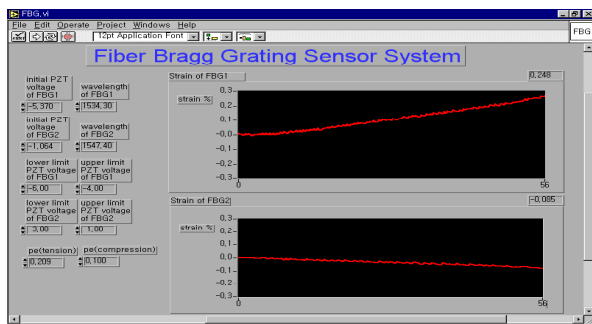 FBG.vi
File Edit Operate Project Windows Help
12pt Application Font
FBG
Fiber Bragg Grating Sensor System
initial PZT voltage of FBG1
-5,370
wavelength of FBG1
1534,30
initial PZT voltage of FBG2
-1,064
wavelength of FBG2
1547,40
lower limit PZT voltage of FBG1
-6,00
upper limit PZT voltage of FBG1
-4,00
lower limit PZT voltage of FBG2
3,00
upper limit PZT voltage of FBG2
1,00
pe(tension)
0,209
pe(compression)
0,100
Strain of FBG1
0,248
strain %
0,3
0,2
0,1
-0,0
-0,1
-0,2
-0,3
0
56
Strain of FBG2
-0,085
strain %
0,3
0,2
0,1
0,0
-0,1
-0,2
-0,3
0
56